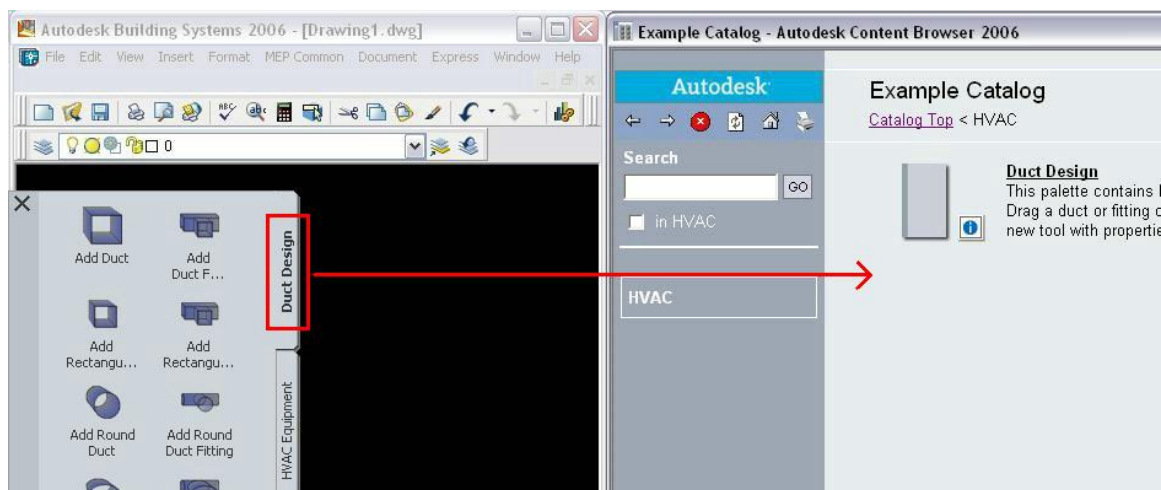 Autodesk Building Systems 2006 - [Drawing1.dwg]
File Edit View Insert Format MEP Common Document Express Window Help
ABC
0
Add Duct
Add
Duct F...
Duct Design
Add
Rectangu...
Add
Rectangu...
Add Round
Duct
Add Round
Duct Fitting
HVAC Equipment
Example Catalog - Autodesk Content Browser 2006
Autodesk
Search
GO
in HVAC
HVAC
Example Catalog
Catalog Top < HVAC
Duct Design
This palette contains
Drag a duct or fitting
new tool with